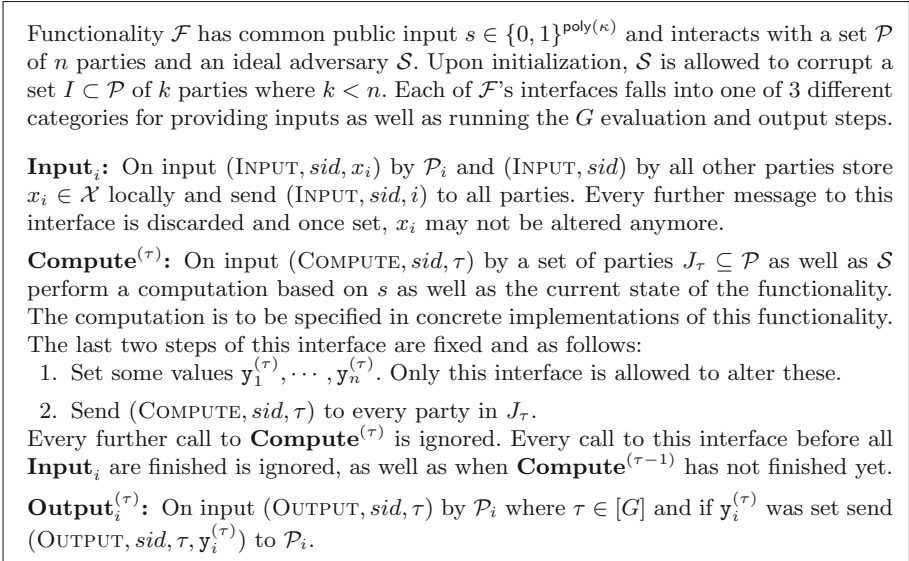 Functionality ℱ has common public input s ∈ {0, 1}^poly(κ) and interacts with a set 𝒫
of n parties and an ideal adversary 𝒮. Upon initialization, 𝒮 is allowed to corrupt a
set I ⊂ 𝒫 of k parties where k < n. Each of ℱ's interfaces falls into one of 3 different
categories for providing inputs as well as running the G evaluation and output steps.
Input_i: On input (INPUT, sid, x_i) by 𝒫_i and (INPUT, sid) by all other parties store
x_i ∈ 𝒳 locally and send (INPUT, sid, i) to all parties. Every further message to this
interface is discarded and once set, x_i may not be altered anymore.
Compute^(τ): On input (COMPUTE, sid, τ) by a set of parties J_τ ⊆ 𝒫 as well as 𝒮
perform a computation based on s as well as the current state of the functionality.
The computation is to be specified in concrete implementations of this functionality.
The last two steps of this interface are fixed and as follows:
1. Set some values y_1^(τ), ⋯ , y_n^(τ). Only this interface is allowed to alter these.
2. Send (COMPUTE, sid, τ) to every party in J_τ.
Every further call to Compute^(τ) is ignored. Every call to this interface before all
Input_i are finished is ignored, as well as when Compute^(τ−1) has not finished yet.
Output_i^(τ): On input (OUTPUT, sid, τ) by 𝒫_i where τ ∈ [G] and if y_i^(τ) was set send
(OUTPUT, sid, τ, y_i^(τ)) to 𝒫_i.